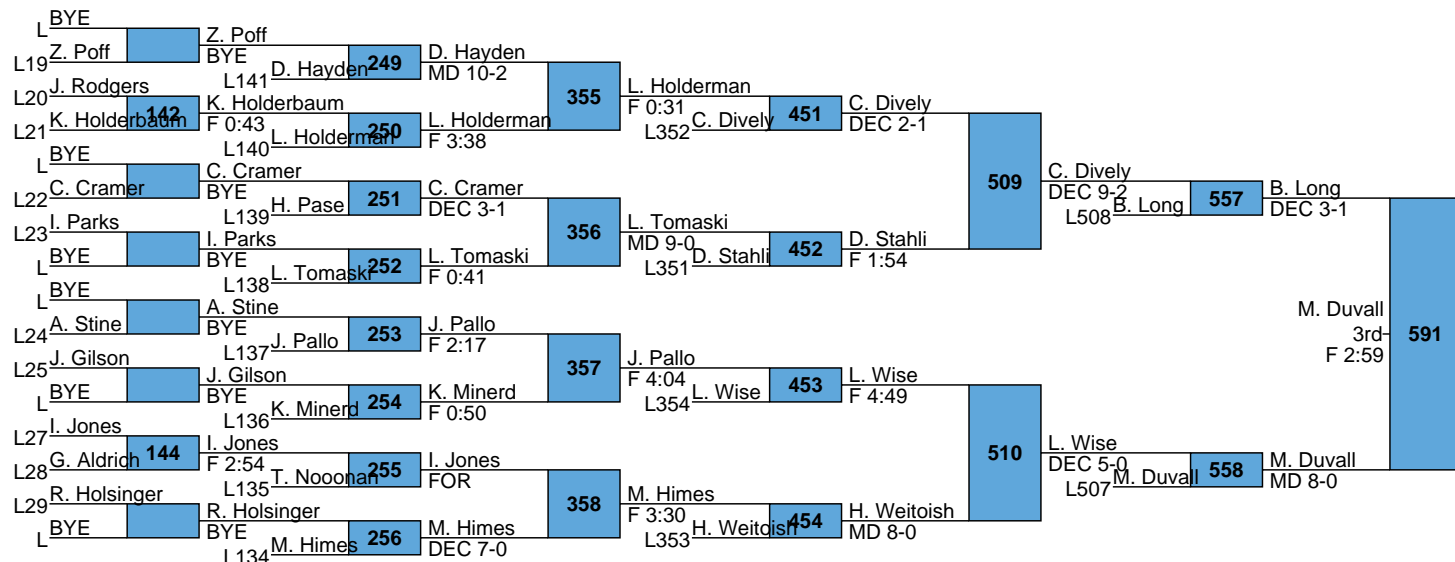 BYE
L
Z. Poff
L19
J. Rodgers
L20
142
K. Holderbaum
L21
BYE
L
C. Cramer
L22
I. Parks
L23
BYE
L
BYE
L
A. Stine
L24
J. Gilson
L25
BYE
L
I. Jones
L27
144
G. Aldrich
L28
R. Holsinger
L29
BYE
L
Z. Poff
BYE
L141
D. Hayden
249
K. Holderbaum
F 0:43
L140
L. Holderman
250
C. Cramer
BYE
L139
H. Pase
251
I. Parks
BYE
L138
L. Tomaski
252
A. Stine
BYE
L137
J. Pallo
253
J. Gilson
BYE
L136
K. Minerd
254
I. Jones
F 2:54
L135
T. Nooonan
255
R. Holsinger
BYE
L134
M. Himes
256
D. Hayden
MD 10-2
355
L. Holderman
F 3:38
C. Cramer
DEC 3-1
356
L. Tomaski
F 0:41
J. Pallo
F 2:17
357
K. Minerd
F 0:50
I. Jones
FOR
358
M. Himes
DEC 7-0
L. Holderman
F 0:31
L352
C. Dively
451
L. Tomaski
MD 9-0
L351
D. Stahli
452
J. Pallo
F 4:04
L354
L. Wise
453
M. Himes
F 3:30
L353
H. Weitoish
454
C. Dively
DEC 2-1
509
D. Stahli
F 1:54
L. Wise
F 4:49
510
H. Weitoish
MD 8-0
C. Dively
DEC 9-2
L508
B. Long
557
L. Wise
DEC 5-0
L507
M. Duvall
558
B. Long
DEC 3-1
591
M. Duvall
MD 8-0
M. Duvall
3rd
F 2:59